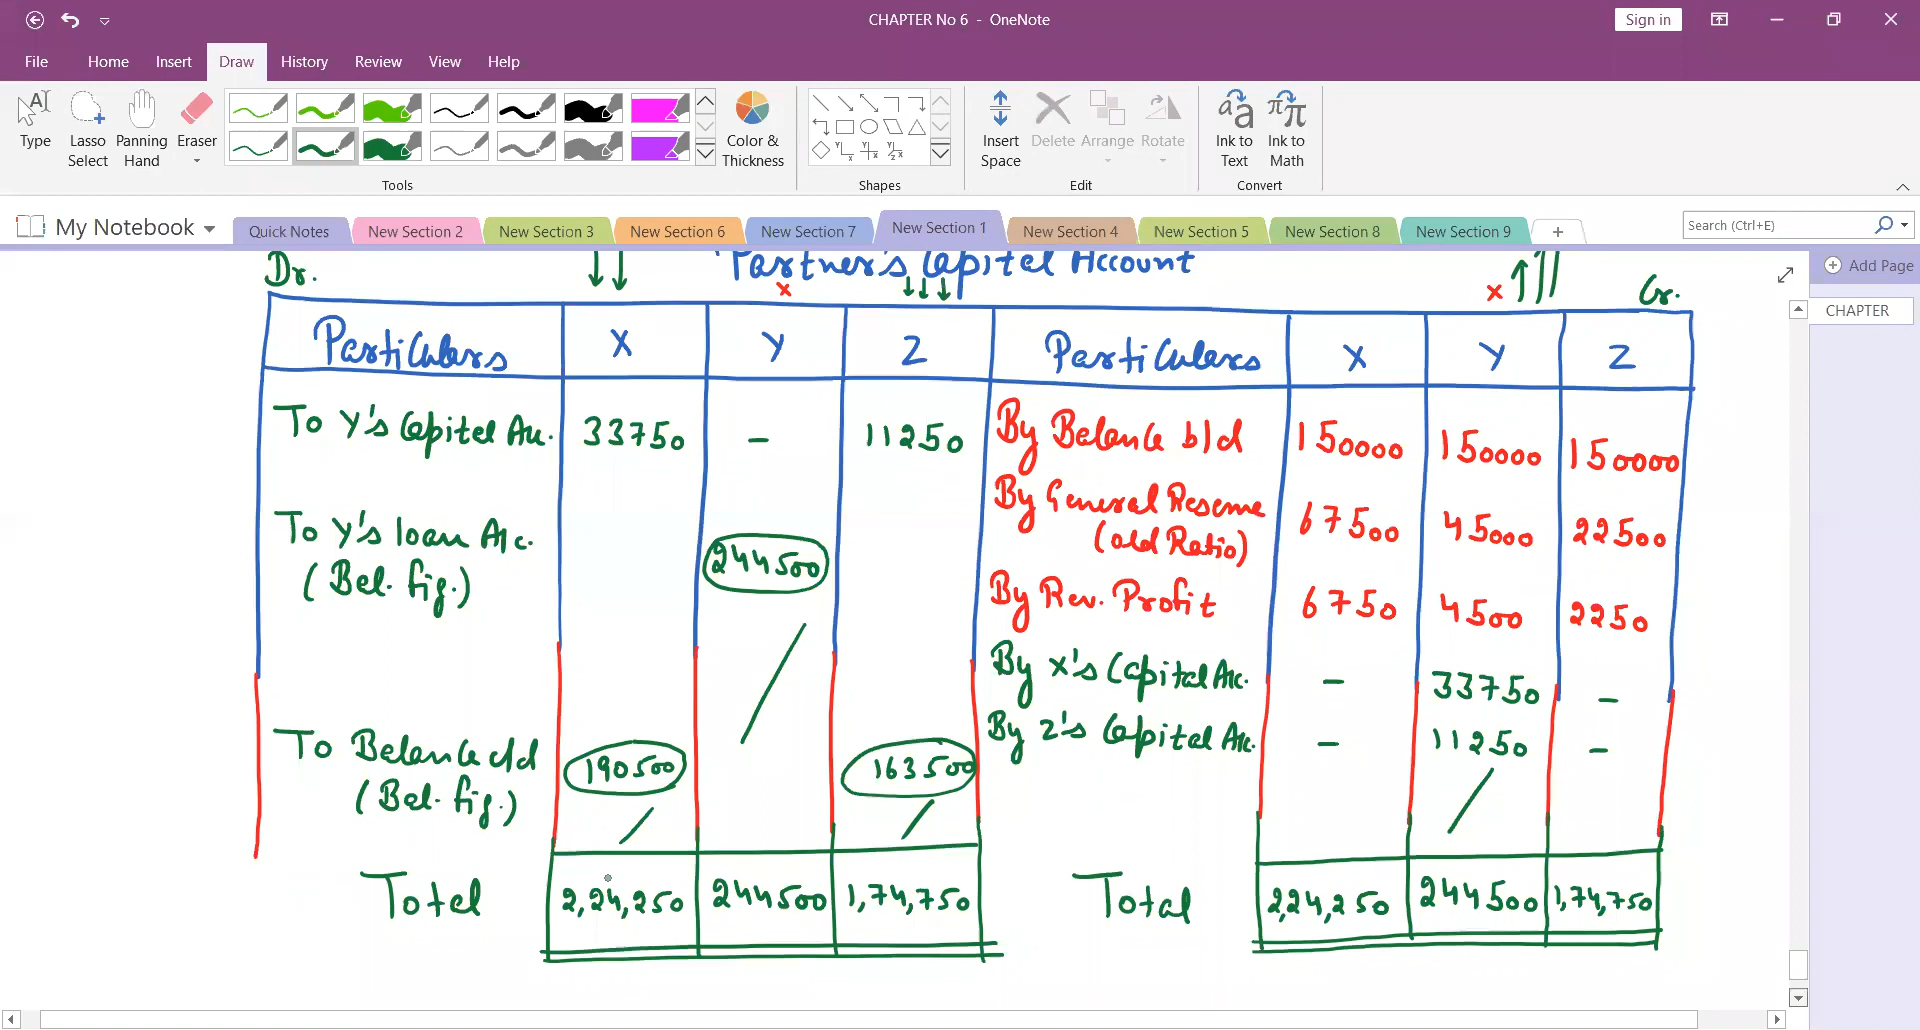 CHAPTER No 6 - OneNote
Sign in
File Home Insert Draw History Review View Help
Type
Lasso Select
Panning Hand
Eraser
Color & Thickness
Insert Space
Delete
Arrange
Rotate
Ink to Text
Ink to Math
Tools
Shapes
Edit
Convert
My Notebook
Quick Notes
New Section 2
New Section 3
New Section 6
New Section 7
New Section 1
New Section 4
New Section 5
New Section 8
New Section 9
Search (Ctrl+E)
Add Page
CHAPTER
Dr. Partner's Capital Account Cr.
Particulars X Y Z Particulars X Y Z
To Y's Capital A/c. 33750 - 11250 By Balance b/d 150000 150000 150000
By General Reserve 67500 45000 22500
(old Ratio)
To Y's loan A/c. 244500
(Bal. fig.)
By Rev. Profit 6750 4500 2250
By X's Capital A/c. - 33750 -
By Z's Capital A/c. - 11250 -
To Balance c/d 190500 163500
(Bal. fig.)
Total 2,24,250 244500 1,74,750 Total 2,24,250 244500 1,74,750